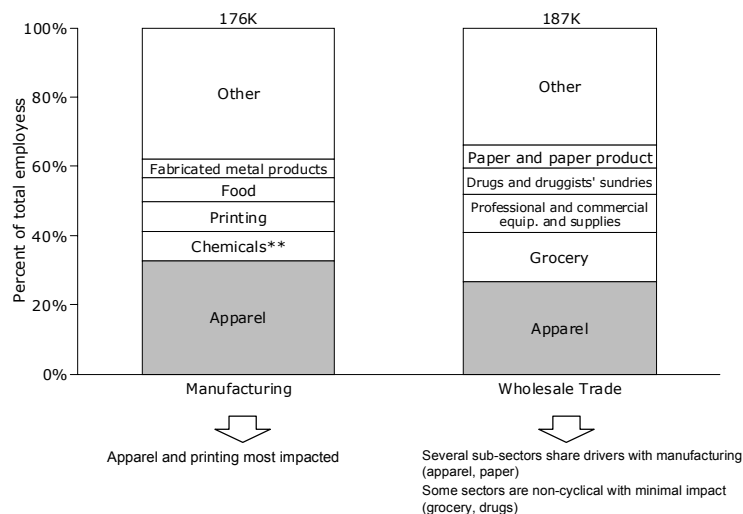 176K
187K
Percent of total employess
100%
80%
60%
40%
20%
0%
Other
Fabricated metal products
Food
Printing
Chemicals**
Apparel
Manufacturing
Other
Paper and paper product
Drugs and druggists' sundries
Professional and commercial
equip. and supplies
Grocery
Apparel
Wholesale Trade
Apparel and printing most impacted
Several sub-sectors share drivers with manufacturing
(apparel, paper)
Some sectors are non-cyclical with minimal impact
(grocery, drugs)